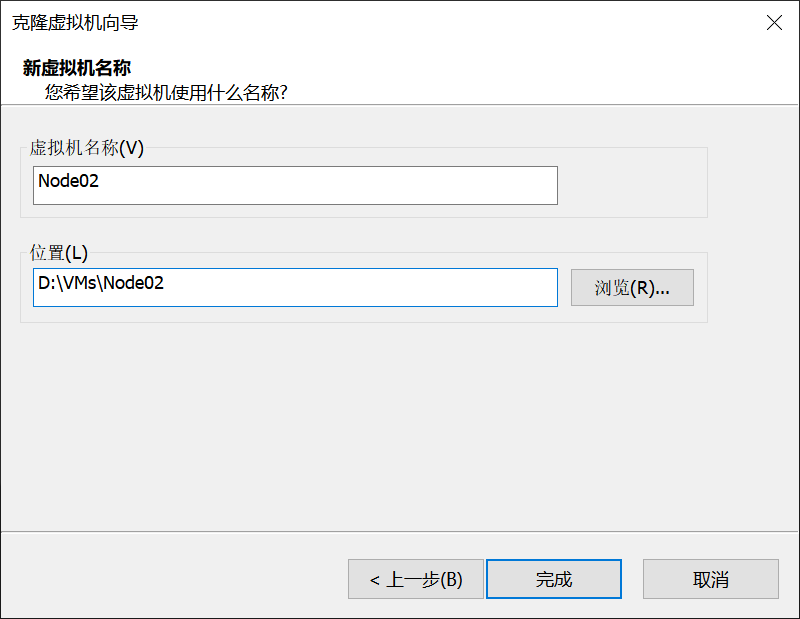 克隆虚拟机向导
新虚拟机名称
您希望该虚拟机使用什么名称?
虚拟机名称(V)
Node02
位置(L)
D:\VMs\Node02
浏览(R)...
< 上一步(B)
完成
取消